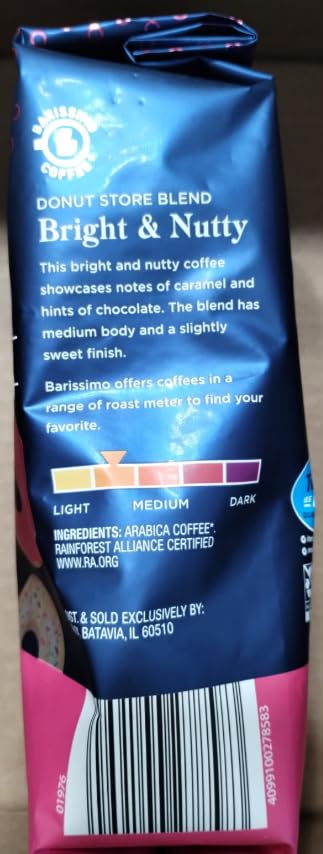 BARISSIMO
COFFEE
DONUT STORE BLEND
Bright & Nutty
This bright and nutty coffee
showcases notes of caramel and
hints of chocolate. The blend has
medium body and a slightly
sweet finish.
Barissimo offers coffees in a
range of roast meter to find your
favorite.
LIGHT MEDIUM DARK
INGREDIENTS: ARABICA COFFEE*.
RAINFOREST ALLIANCE CERTIFIED
WWW.RA.ORG
& SOLD EXCLUSIVELY BY:
BATAVIA, IL 60510
01976
4099100278583